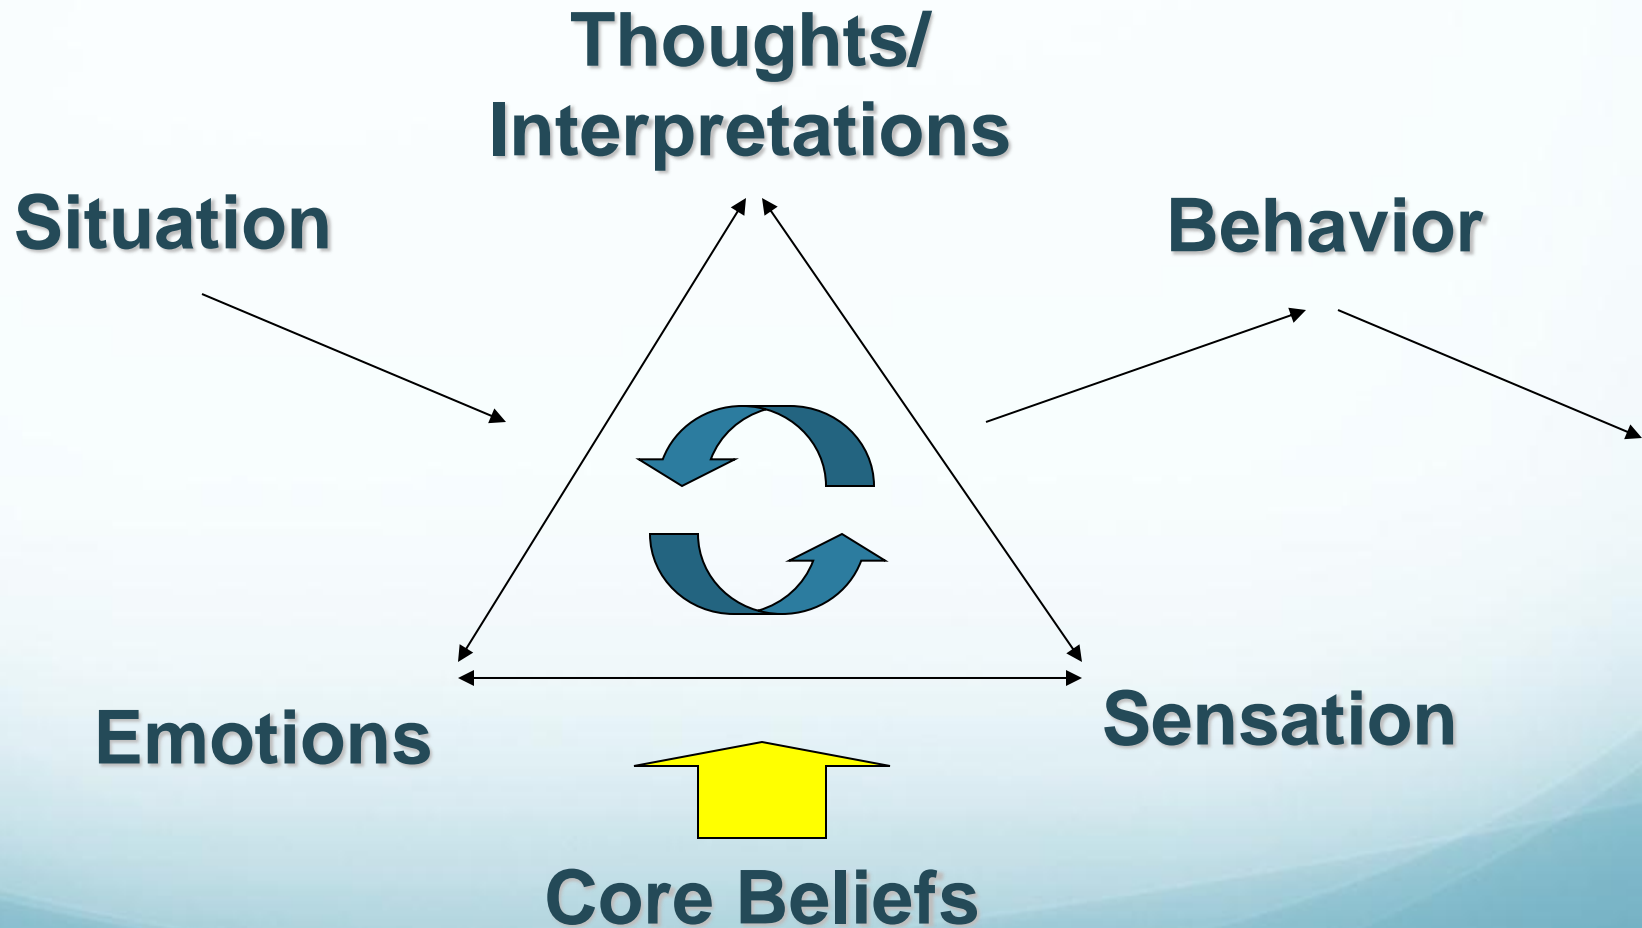 Thoughts/
Interpretations
Situation
Behavior
Emotions
Sensation
Core Beliefs